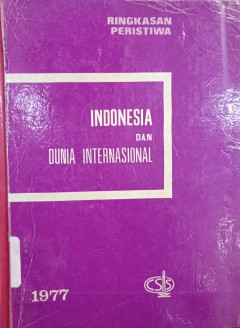 RINGKASAN
PERISTIWA
INDONESIA
DAN
DUNIA INTERNASIONAL
1977
CSIS